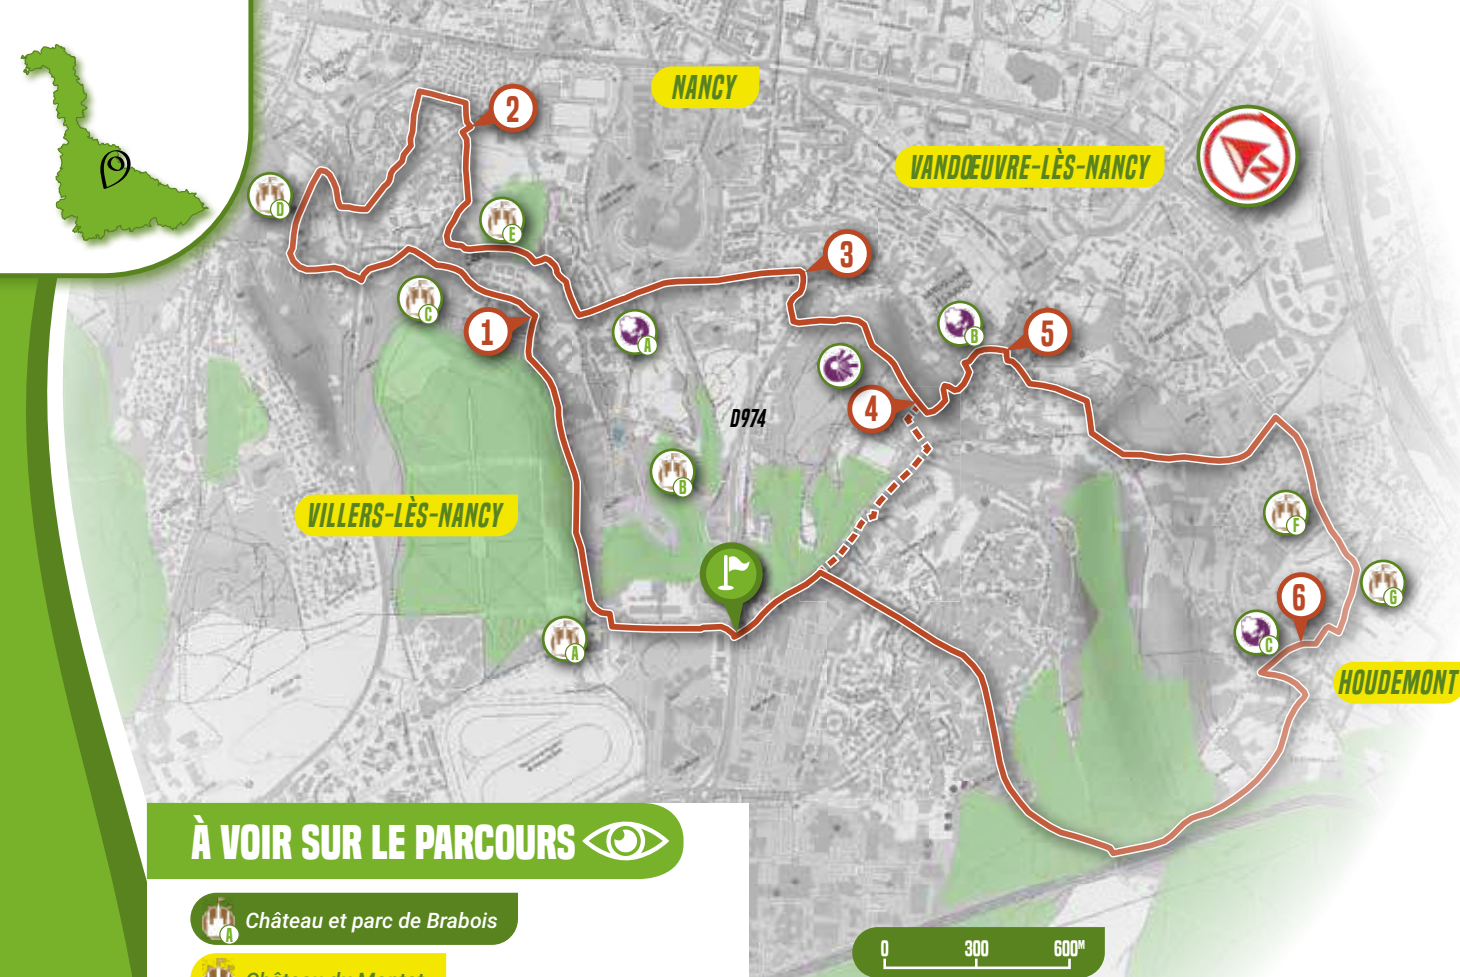 NANCY
2
VANDŒUVRE-LÈS-NANCY
N
D
E
3
C
1
A
B
5
4
D974
B
VILLERS-LÈS-NANCY
F
G
6
C
A
HOUDEMONT
À VOIR SUR LE PARCOURS
A
Château et parc de Brabois
0 300 600M